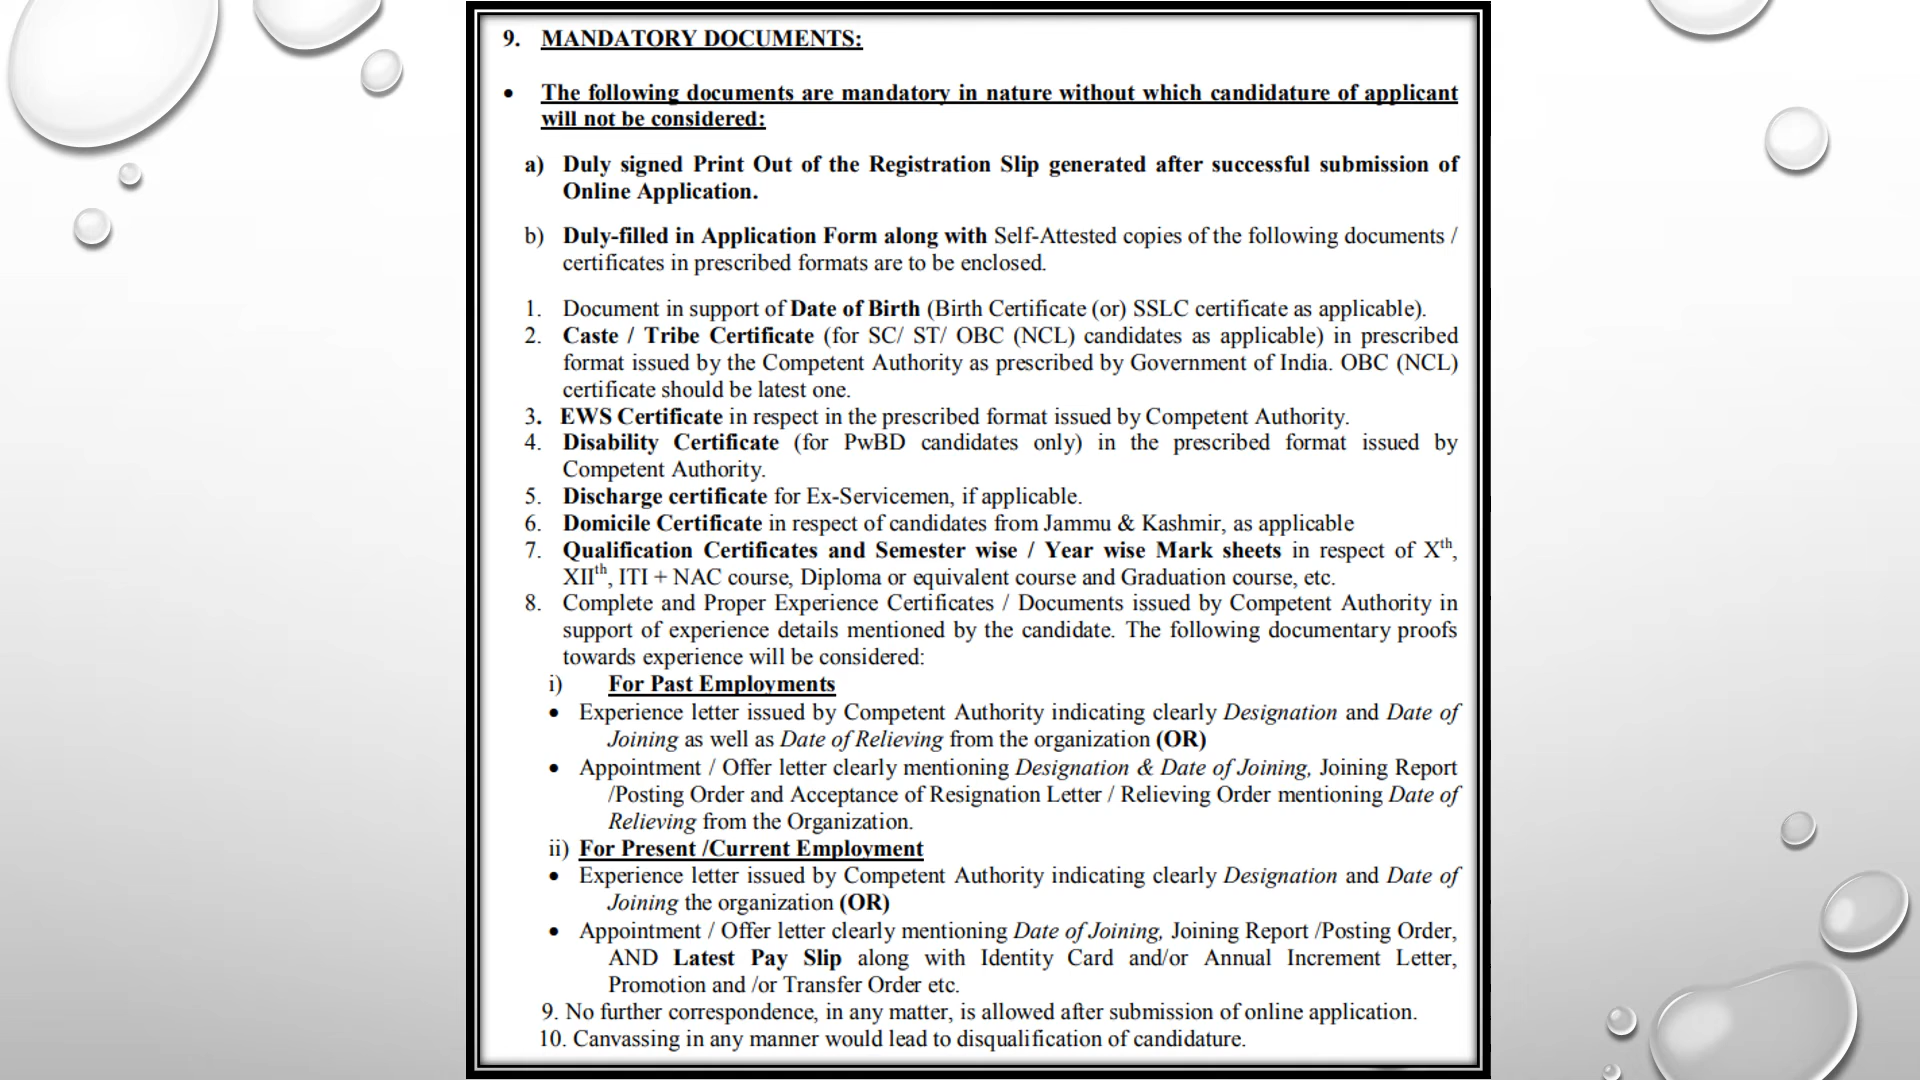 9. MANDATORY DOCUMENTS:
• The following documents are mandatory in nature without which candidature of applicant
will not be considered:
a) Duly signed Print Out of the Registration Slip generated after successful submission of
Online Application.
b) Duly-filled in Application Form along with Self-Attested copies of the following documents /
certificates in prescribed formats are to be enclosed.
1. Document in support of Date of Birth (Birth Certificate (or) SSLC certificate as applicable).
2. Caste / Tribe Certificate (for SC/ ST/ OBC (NCL) candidates as applicable) in prescribed
format issued by the Competent Authority as prescribed by Government of India. OBC (NCL)
certificate should be latest one.
3. EWS Certificate in respect in the prescribed format issued by Competent Authority.
4. Disability Certificate (for PwBD candidates only) in the prescribed format issued by
Competent Authority.
5. Discharge certificate for Ex-Servicemen, if applicable.
6. Domicile Certificate in respect of candidates from Jammu & Kashmir, as applicable
7. Qualification Certificates and Semester wise / Year wise Mark sheets in respect of Xth,
XIIth, ITI + NAC course, Diploma or equivalent course and Graduation course, etc.
8. Complete and Proper Experience Certificates / Documents issued by Competent Authority in
support of experience details mentioned by the candidate. The following documentary proofs
towards experience will be considered:
i) For Past Employments
• Experience letter issued by Competent Authority indicating clearly Designation and Date of
Joining as well as Date of Relieving from the organization (OR)
• Appointment / Offer letter clearly mentioning Designation & Date of Joining, Joining Report
/Posting Order and Acceptance of Resignation Letter / Relieving Order mentioning Date of
Relieving from the Organization.
ii) For Present /Current Employment
• Experience letter issued by Competent Authority indicating clearly Designation and Date of
Joining the organization (OR)
• Appointment / Offer letter clearly mentioning Date of Joining, Joining Report /Posting Order,
AND Latest Pay Slip along with Identity Card and/or Annual Increment Letter,
Promotion and /or Transfer Order etc.
9. No further correspondence, in any matter, is allowed after submission of online application.
10. Canvassing in any manner would lead to disqualification of candidature.